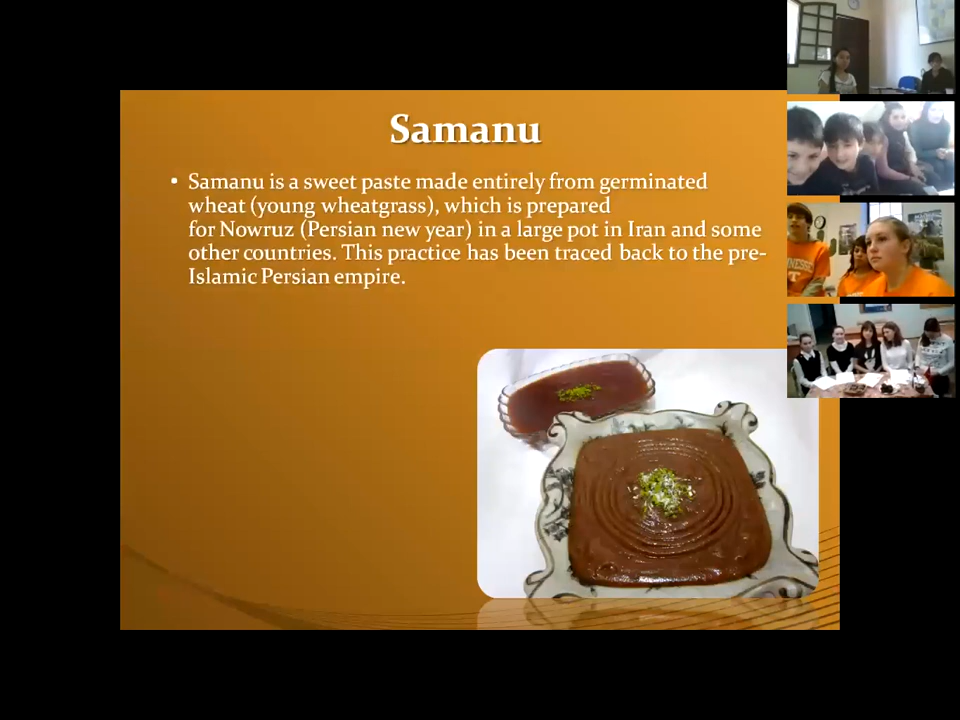 Samanu
• Samanu is a sweet paste made entirely from germinated
wheat (young wheatgrass), which is prepared
for Nowruz (Persian new year) in a large pot in Iran and some
other countries. This practice has been traced back to the pre-
Islamic Persian empire.